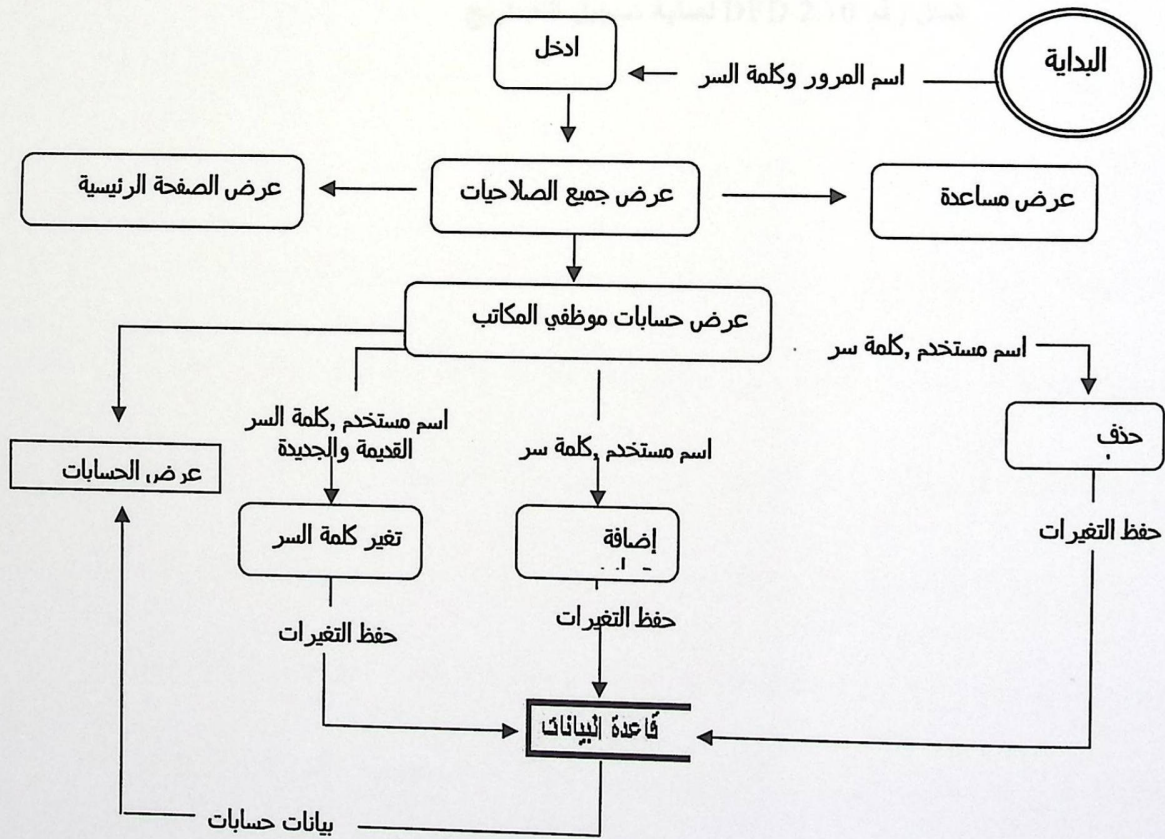 البداية
اسم المرور وكلمة السر
ادخل
عرض مساعدة
عرض جميع الصلاحيات
عرض الصفحة الرئيسية
عرض حسابات موظفي المكاتب
اسم مستخدم ,كلمة سر
اسم مستخدم ,كلمة السر
القديمة والجديدة
اسم مستخدم ,كلمة سر
حذف
عرض الحسابات
تغير كلمة السر
إضافة
حفظ التغيرات
حفظ التغيرات
حفظ التغيرات
قاعدة البيانات
بيانات حسابات